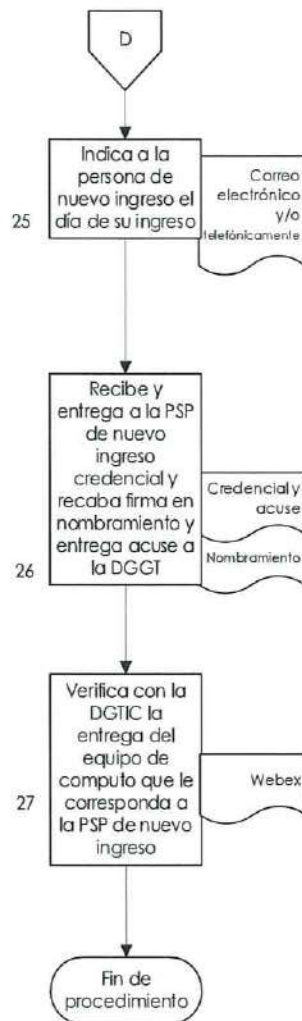 D
Indica a la
persona de
nuevo ingreso el
día de su ingreso
25
Correo
electrónico
y/o
telefónicamente
Recibe y
entrega a la PSP
de nuevo
ingreso
credencial y
recaba firma en
nombramiento y
entrega acuse a
la DGGT
26
Credencial y
acuse
Nombramiento
Verifica con la
DGTIC la
entrega del
equipo de
computo que le
corresponda a
la PSP de nuevo
ingreso
27
Webex
Fin de
procedimiento